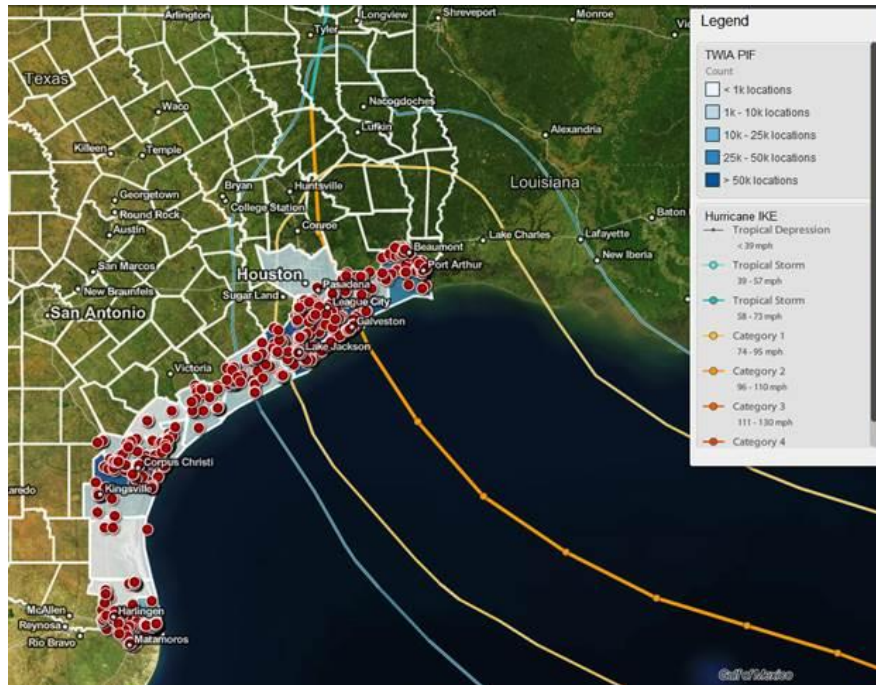 Arlington
Longview
Shreveport
Monroe
Tyler
Texas
Waco
Nacogdoches
Lufkin
Killeen
Temple
Alexandria
Georgetown
Bryan
Huntsville
Louisiana
Round Rock
College Station
Austin
Conroe
Baton
Beaumont
Lake Charles
Lafayette
San Marcos
Houston
Port Arthur
New Iberia
New Braunfels
Pasadena
Sugar Land
League City
San Antonio
Galveston
Lake Jackson
Victoria
Corpus Christi
Kingsville
aredo
McAllen
Harlingen
Reynosa
Rio Bravo
Matamoros
Gulf of Mexico
Legend
TWIA PIF
Count
< 1k locations
1k - 10k locations
10k - 25k locations
25k - 50k locations
> 50k locations
Hurricane IKE
Tropical Depression
< 39 mph
Tropical Storm
39 - 57 mph
Tropical Storm
58 - 73 mph
Category 1
74 - 95 mph
Category 2
96 - 110 mph
Category 3
111 - 130 mph
Category 4